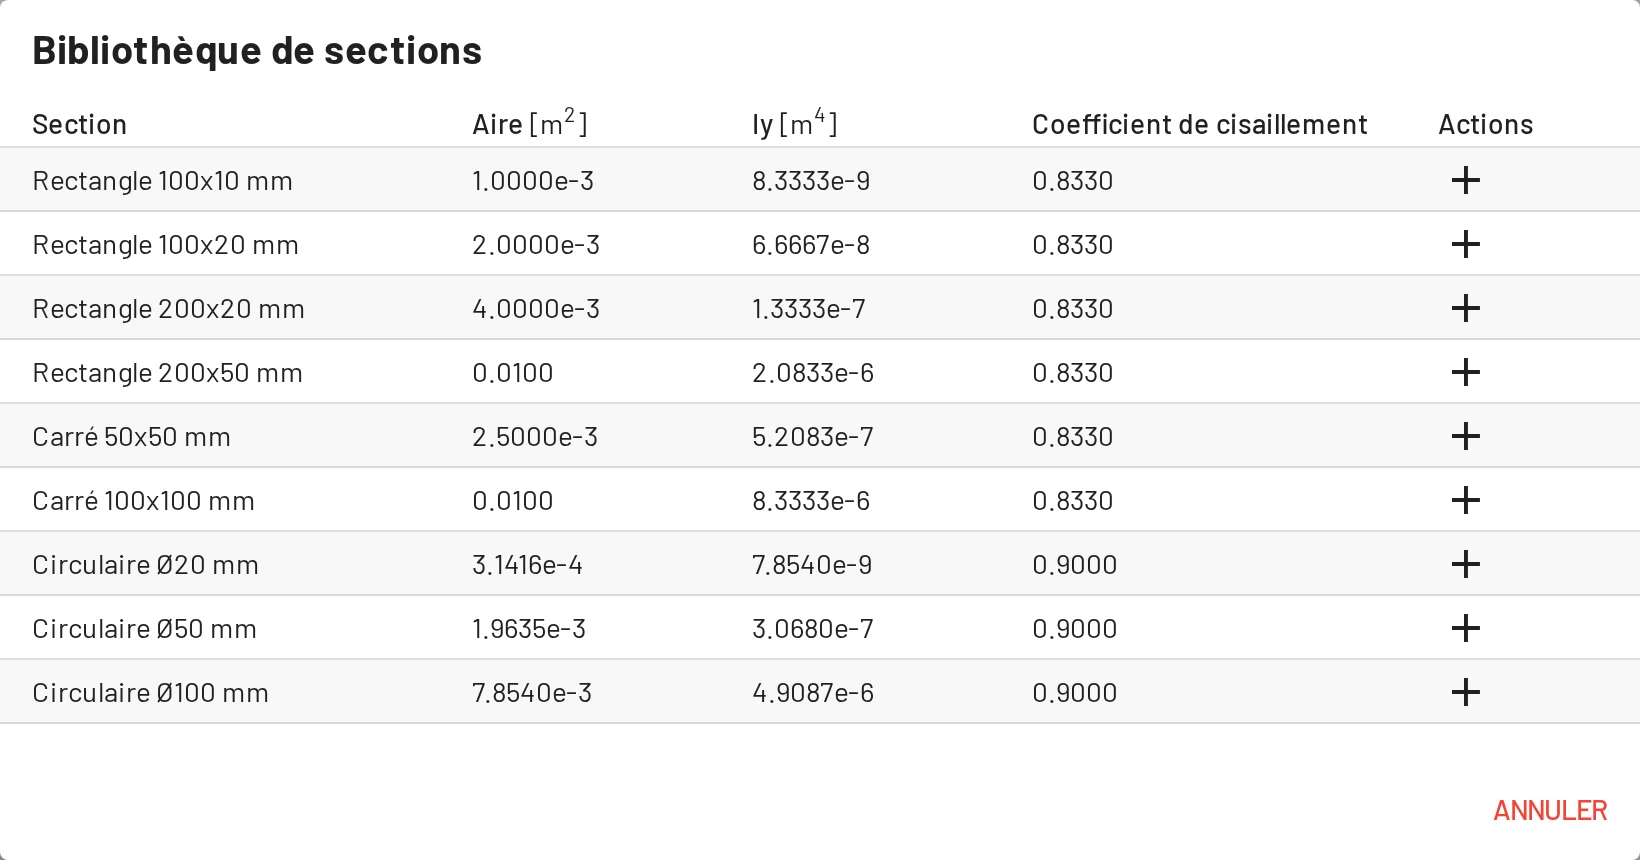 Bibliothèque de sections
Section Aire [m²] Iy [m⁴] Coefficient de cisaillement Actions
Rectangle 100x10 mm 1.0000e-3 8.3333e-9 0.8330
Rectangle 100x20 mm 2.0000e-3 6.6667e-8 0.8330
Rectangle 200x20 mm 4.0000e-3 1.3333e-7 0.8330
Rectangle 200x50 mm 0.0100 2.0833e-6 0.8330
Carré 50x50 mm 2.5000e-3 5.2083e-7 0.8330
Carré 100x100 mm 0.0100 8.3333e-6 0.8330
Circulaire Ø20 mm 3.1416e-4 7.8540e-9 0.9000
Circulaire Ø50 mm 1.9635e-3 3.0680e-7 0.9000
Circulaire Ø100 mm 7.8540e-3 4.9087e-6 0.9000
ANNULER